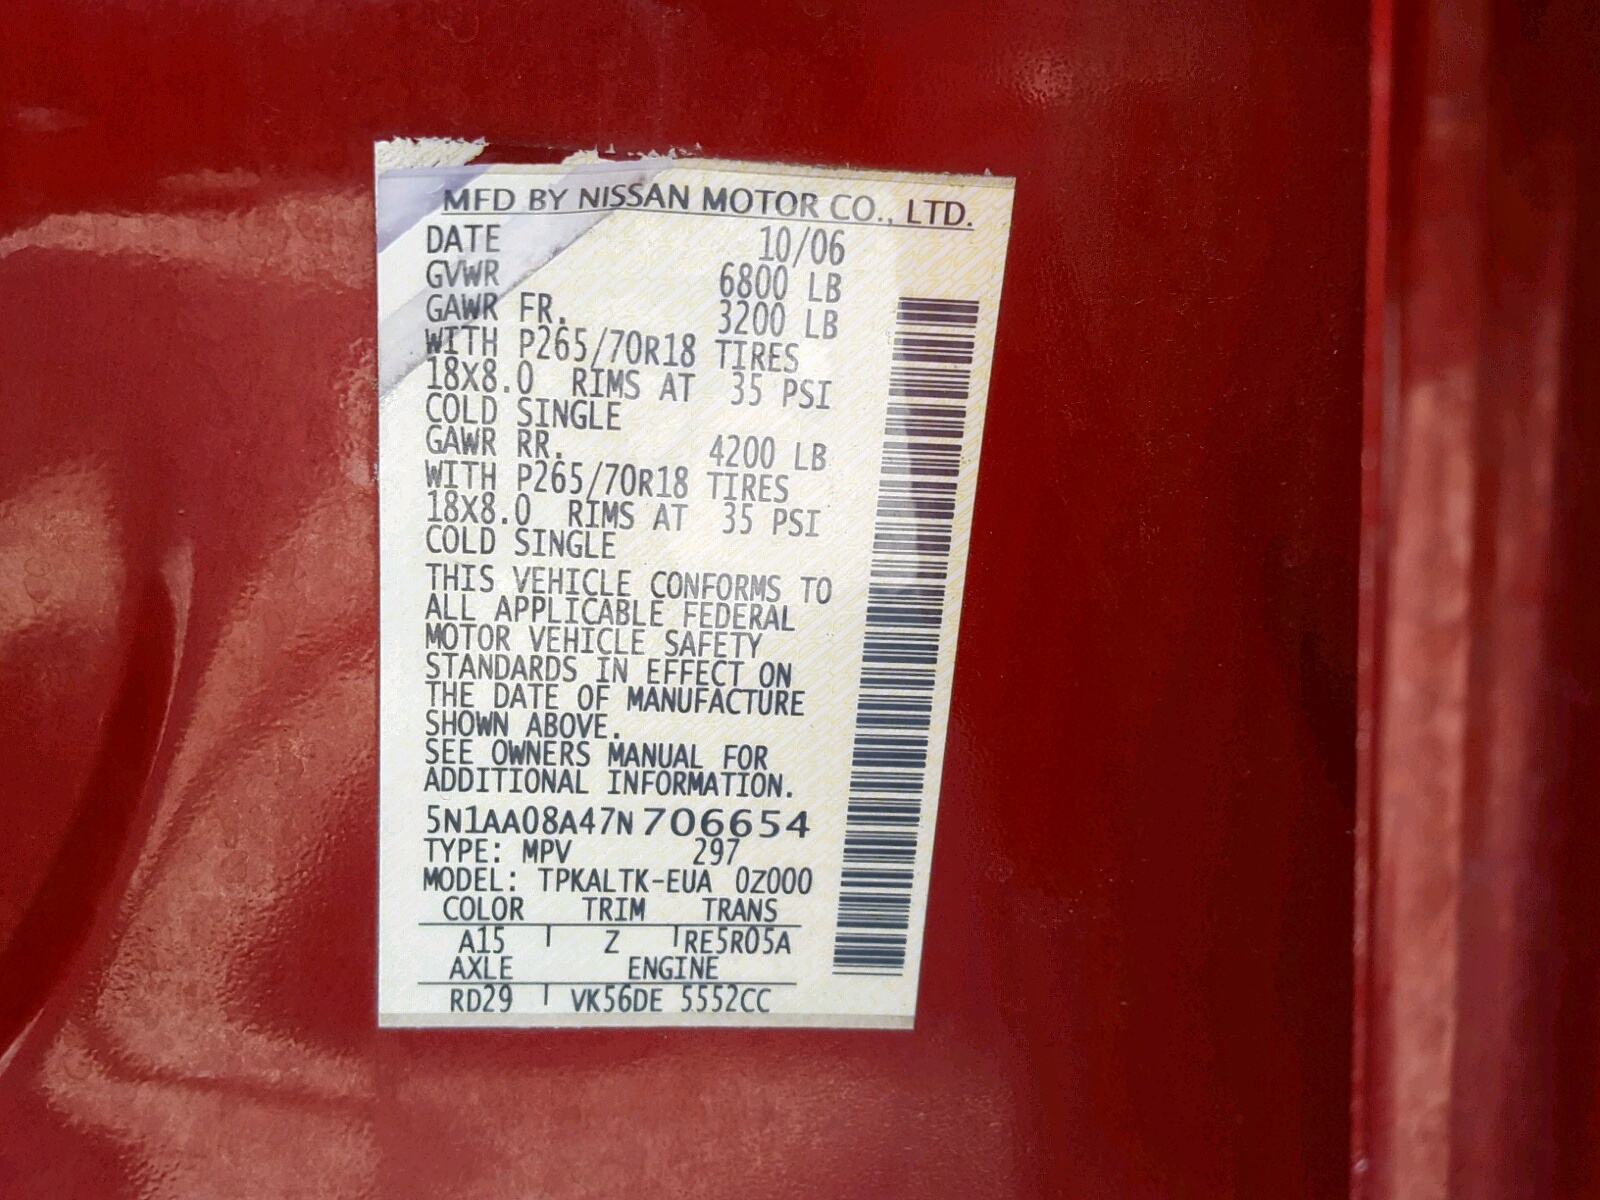 MFD BY NISSAN MOTOR CO., LTD.
DATE 10/06
GVWR 6800 LB
GAWR FR. 3200 LB
WITH P265/70R18 TIRES
18X8.0 RIMS AT 35 PSI
COLD SINGLE
GAWR RR. 4200 LB
WITH P265/70R18 TIRES
18X8.0 RIMS AT 35 PSI
COLD SINGLE
THIS VEHICLE CONFORMS TO
ALL APPLICABLE FEDERAL
MOTOR VEHICLE SAFETY
STANDARDS IN EFFECT ON
THE DATE OF MANUFACTURE
SHOWN ABOVE.
SEE OWNERS MANUAL FOR
ADDITIONAL INFORMATION.
5N1AA08A47N706654
TYPE: MPV 297
MODEL: TPKALTK-EUA 0Z000
COLOR TRIM TRANS
A15 Z RE5R05A
AXLE ENGINE
RD29 VK56DE 5552CC